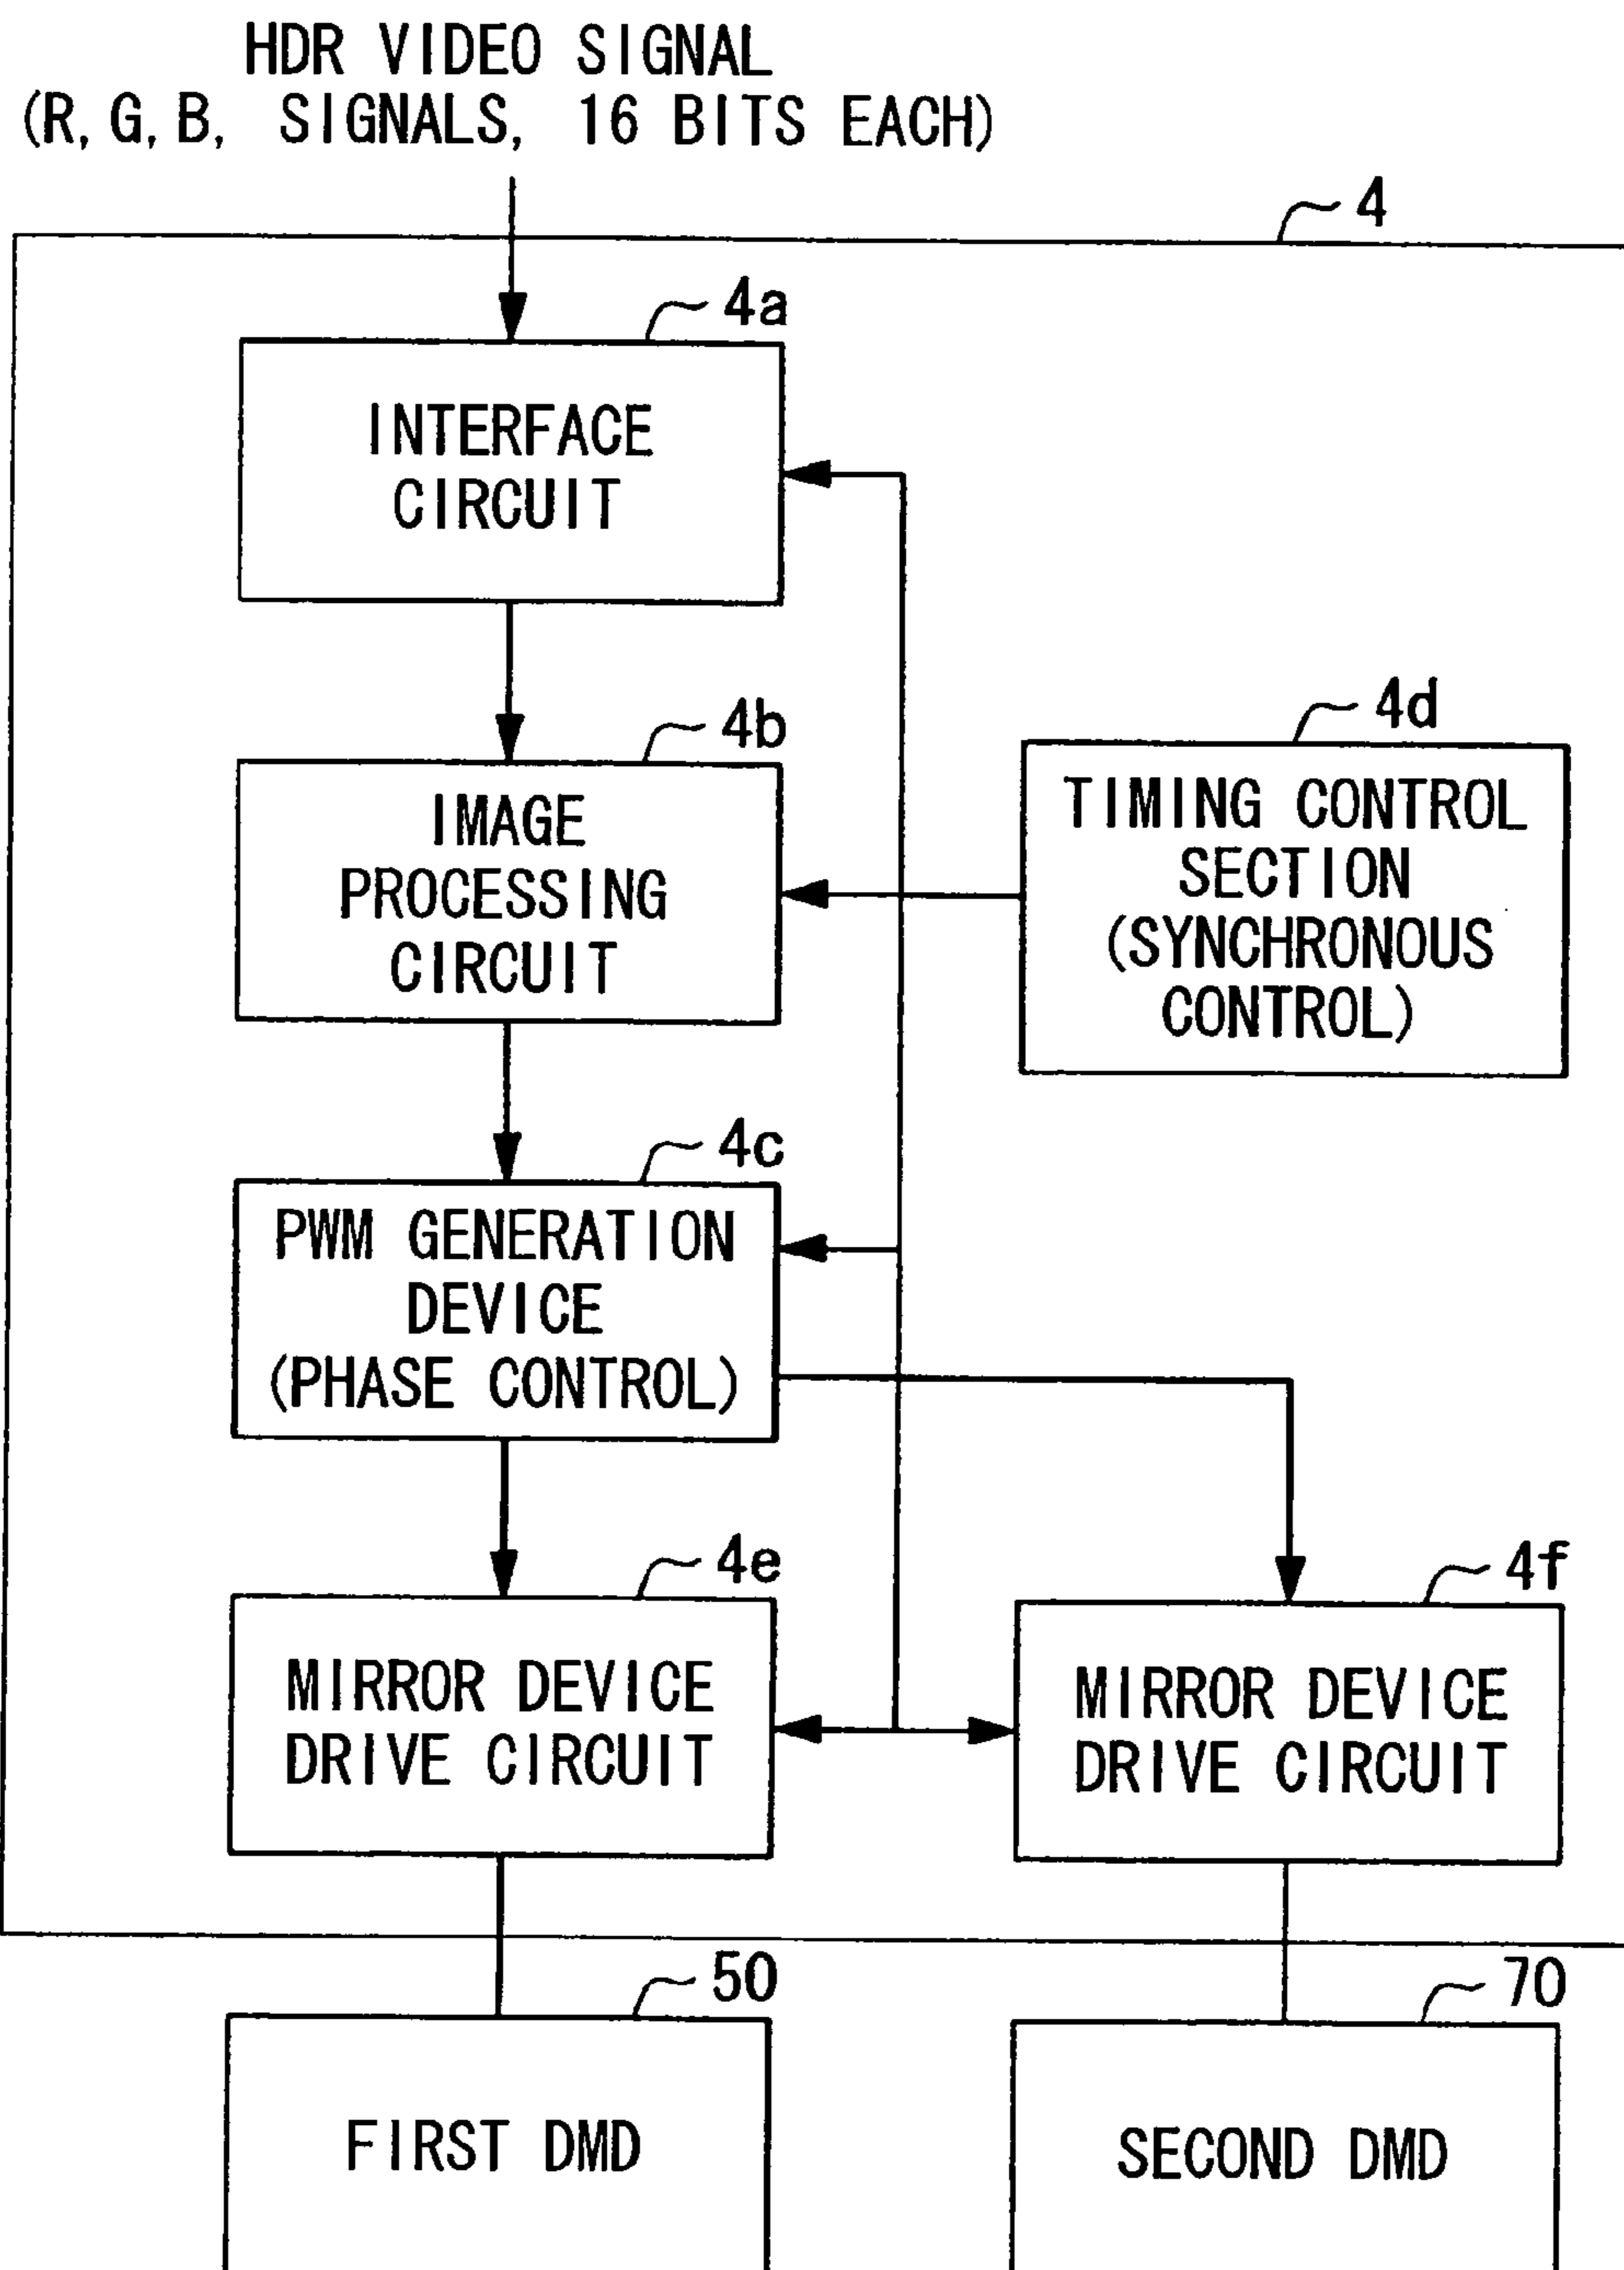 HDR VIDEO SIGNAL
(R, G, B, SIGNALS, 16 BITS EACH)
4
4a
INTERFACE
CIRCUIT
4b
IMAGE
PROCESSING
CIRCUIT
4d
TIMING CONTROL
SECTION
(SYNCHRONOUS
CONTROL)
4c
PWM GENERATION
DEVICE
(PHASE CONTROL)
4e
MIRROR DEVICE
DRIVE CIRCUIT
4f
MIRROR DEVICE
DRIVE CIRCUIT
50
FIRST DMD
70
SECOND DMD